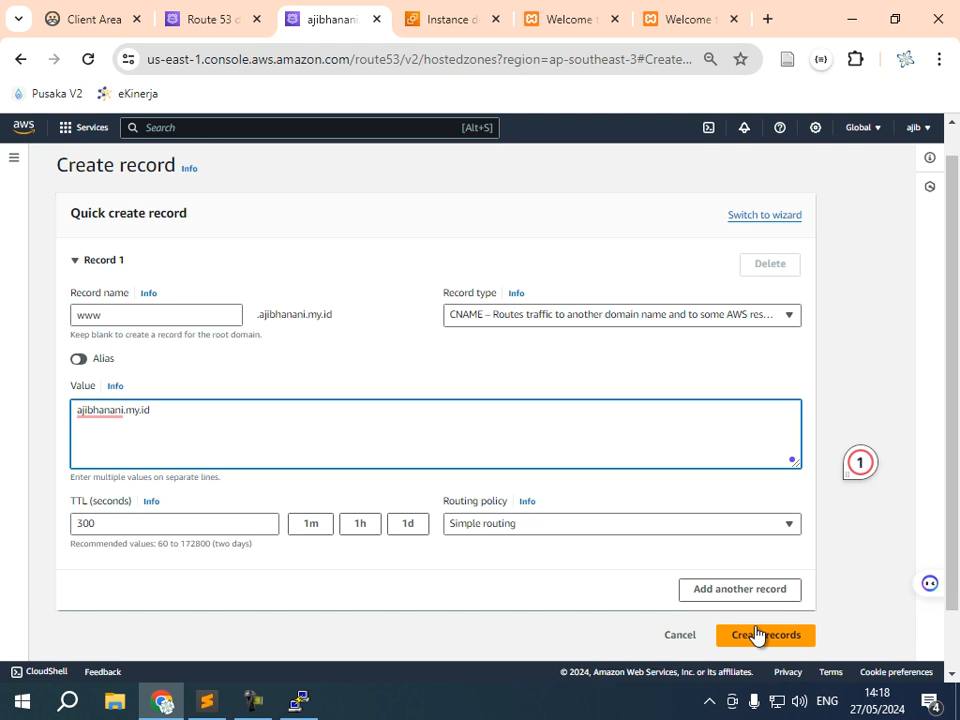 Client Area
Route 53 d
ajibhanani.
Instance d
Welcome t
Welcome t
us-east-1.console.aws.amazon.com/route53/v2/hostedzones?region=ap-southeast-3#Create...
Pusaka V2
eKinerja
aws
Services
Search
[Alt+S]
Global
ajib
Create record
Info
Quick create record
Switch to wizard
Record 1
Delete
Record name
Info
Record type
Info
www
.ajibhanani.my.id
CNAME – Routes traffic to another domain name and to some AWS res...
Keep blank to create a record for the root domain.
Alias
Value
Info
ajibhanani.my.id
1
Enter multiple values on separate lines.
TTL (seconds)
Info
Routing policy
Info
300
1m
1h
1d
Simple routing
Recommended values: 60 to 172800 (two days)
Add another record
Cancel
Create records
CloudShell
Feedback
© 2024, Amazon Web Services, Inc. or its affiliates.
Privacy
Terms
Cookie preferences
ENG
14:18
27/05/2024
4